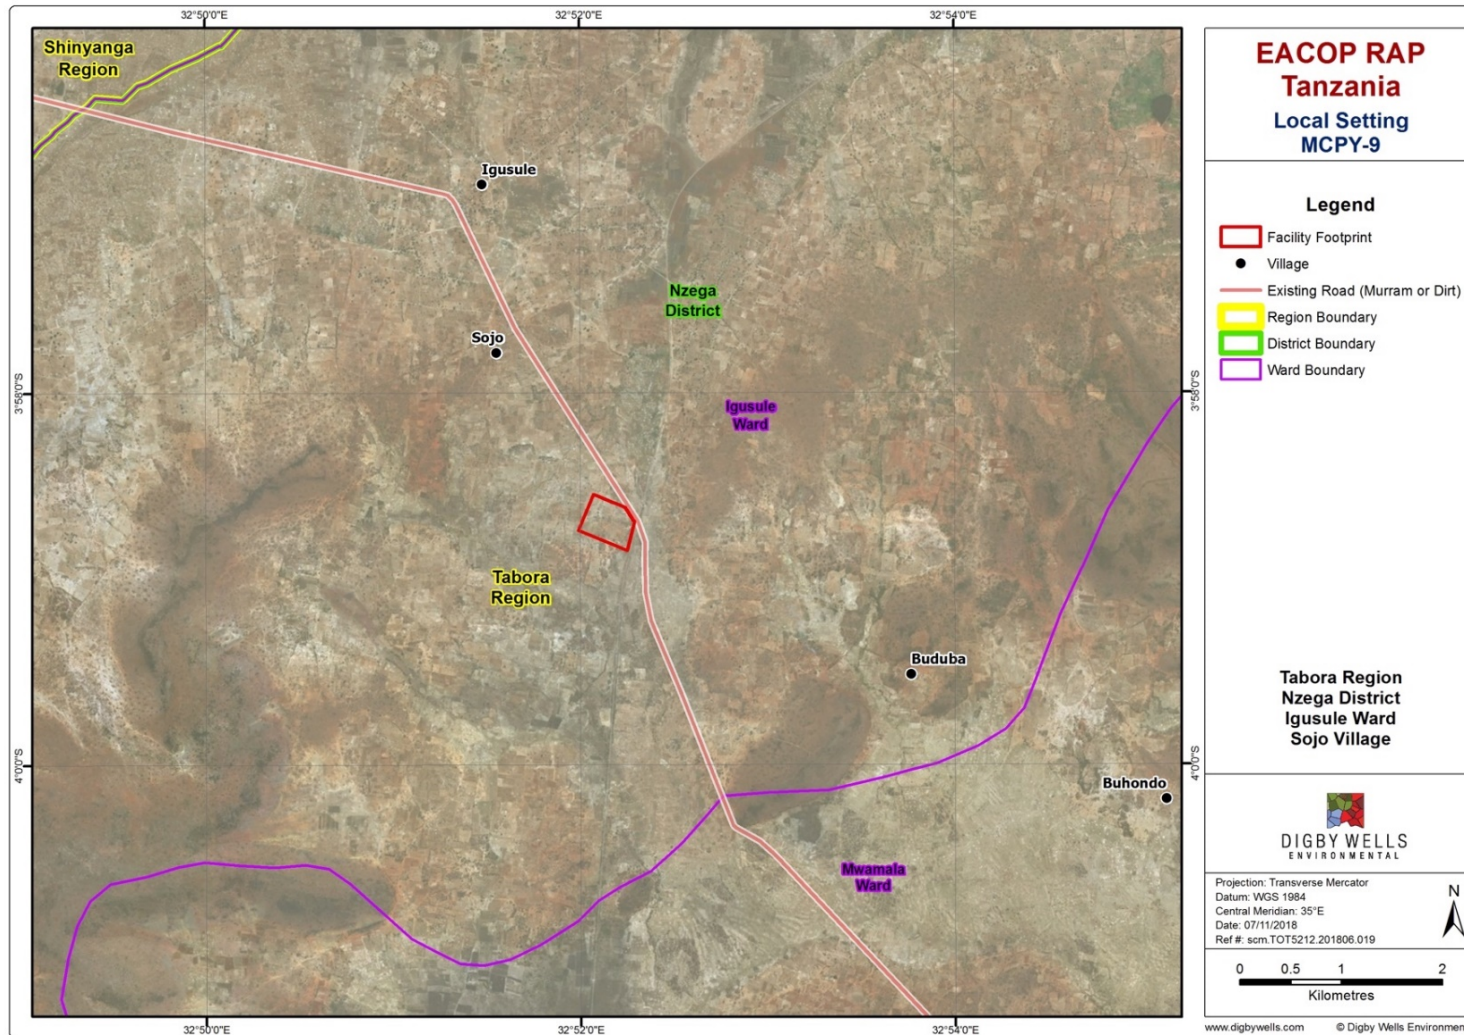 32°50'0"E
32°52'0"E
32°54'0"E
Shinyanga
Region
Igusule
Nzega
District
Sojo
3°58'0"S
3°58'0"S
Igusule
Ward
Tabora
Region
Buduba
4°0'0"S
4°0'0"S
Buhondo
Mwamala
Ward
32°50'0"E
32°52'0"E
32°54'0"E
EACOP RAP
Tanzania
Local Setting
MCPY-9
Legend
Facility Footprint
Village
Existing Road (Murram or Dirt)
Region Boundary
District Boundary
Ward Boundary
Tabora Region
Nzega District
Igusule Ward
Sojo Village
DIGBY WELLS
ENVIRONMENTAL
Projection: Transverse Mercator
Datum: WGS 1984
Central Meridian: 35°E
Date: 07/11/2018
Ref #: scm.TOT5212.201806.019
N
0 0.5 1 2
Kilometres
www.digbywells.com © Digby Wells Environment